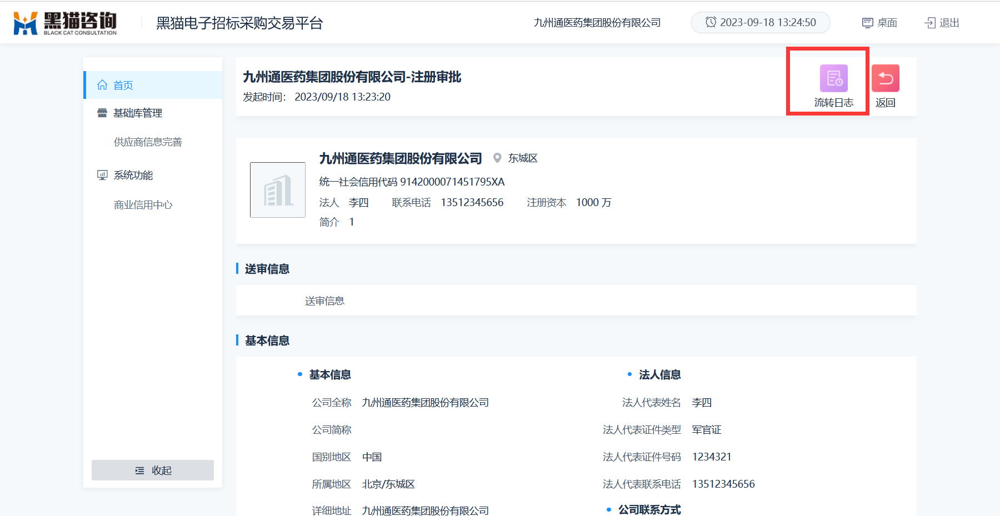 黑猫咨询
BLACK CAT CONSULTATION
黑猫电子招标采购交易平台
九州通医药集团股份有限公司
2023-09-18 13:24:50
桌面
退出
首页
基础库管理
供应商信息完善
系统功能
商业信用中心
收起
九州通医药集团股份有限公司-注册审批
发起时间： 2023/09/18 13:23:20
流转日志
返回
九州通医药集团股份有限公司 东城区
统一社会信用代码 9142000071451795XA
法人 李四 联系电话 13512345656 注册资本 1000 万
简介 1
送审信息
送审信息
基本信息
基本信息
公司全称 九州通医药集团股份有限公司
公司简称
国别地区 中国
所属地区 北京/东城区
详细地址 九州通医药集团股份有限公司
法人信息
法人代表姓名 李四
法人代表证件类型 军官证
法人代表证件号码 1234321
法人代表联系电话 13512345656
公司联系方式